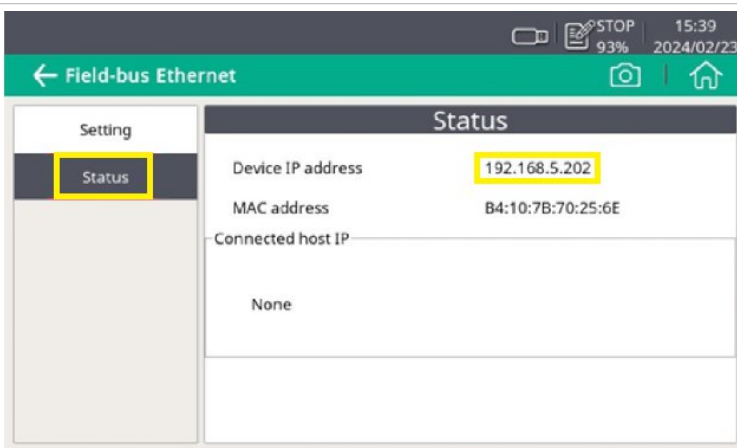 STOP 15:39
93% 2024/02/23
Field-bus Ethernet
Setting
Status
Status
Device IP address 192.168.5.202
MAC address B4:10:7B:70:25:6E
Connected host IP
None